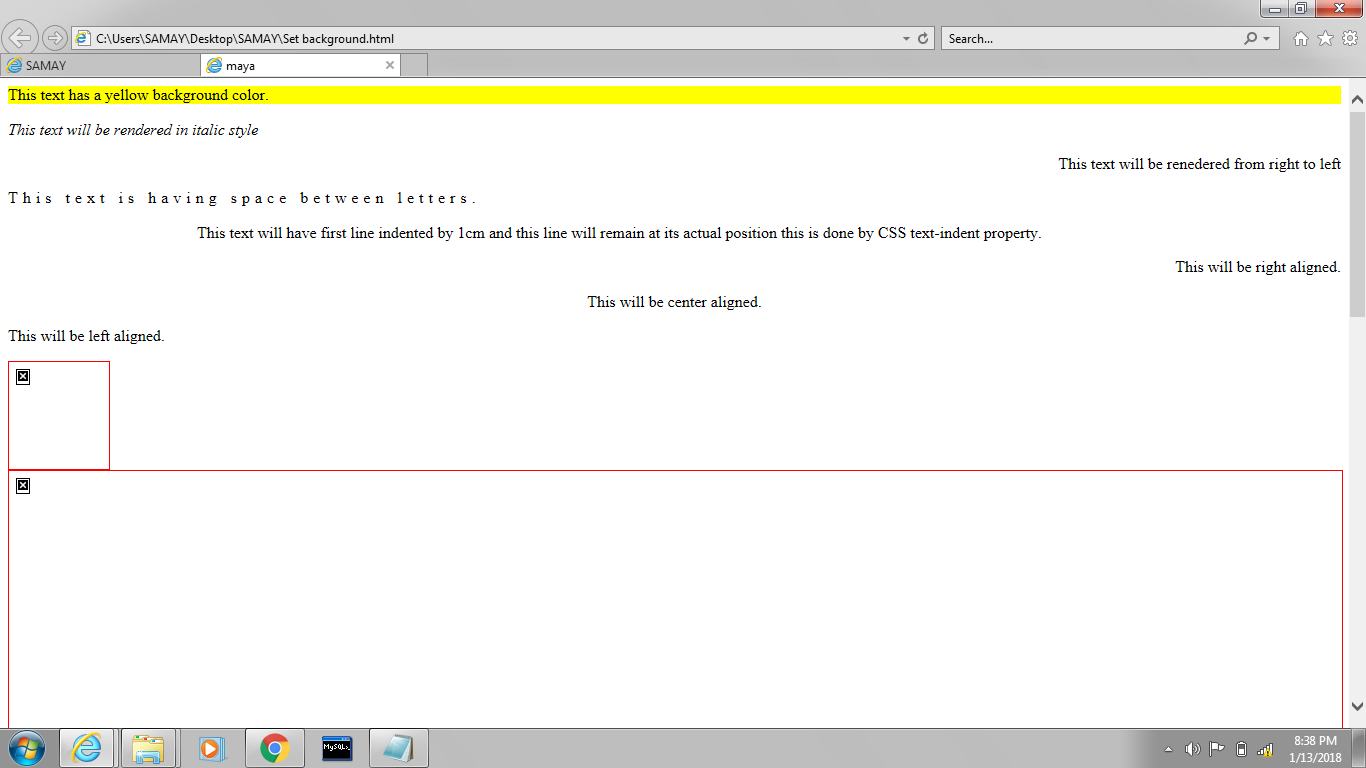 C:\Users\SAMAY\Desktop\SAMAY\Set background.html
Search...
SAMAY
maya
This text has a yellow background color.
This text will be rendered in italic style
This text will be renedered from right to left
This text is having space between letters.
This text will have first line indented by 1cm and this line will remain at its actual position this is done by CSS text-indent property.
This will be right aligned.
This will be center aligned.
This will be left aligned.
8:38 PM
1/13/2018